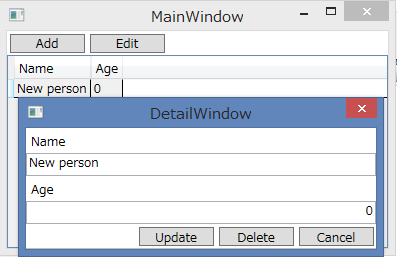 MainWindow
Add Edit
Name Age
New person 0
DetailWindow
Name
New person
Age
0
Update Delete Cancel